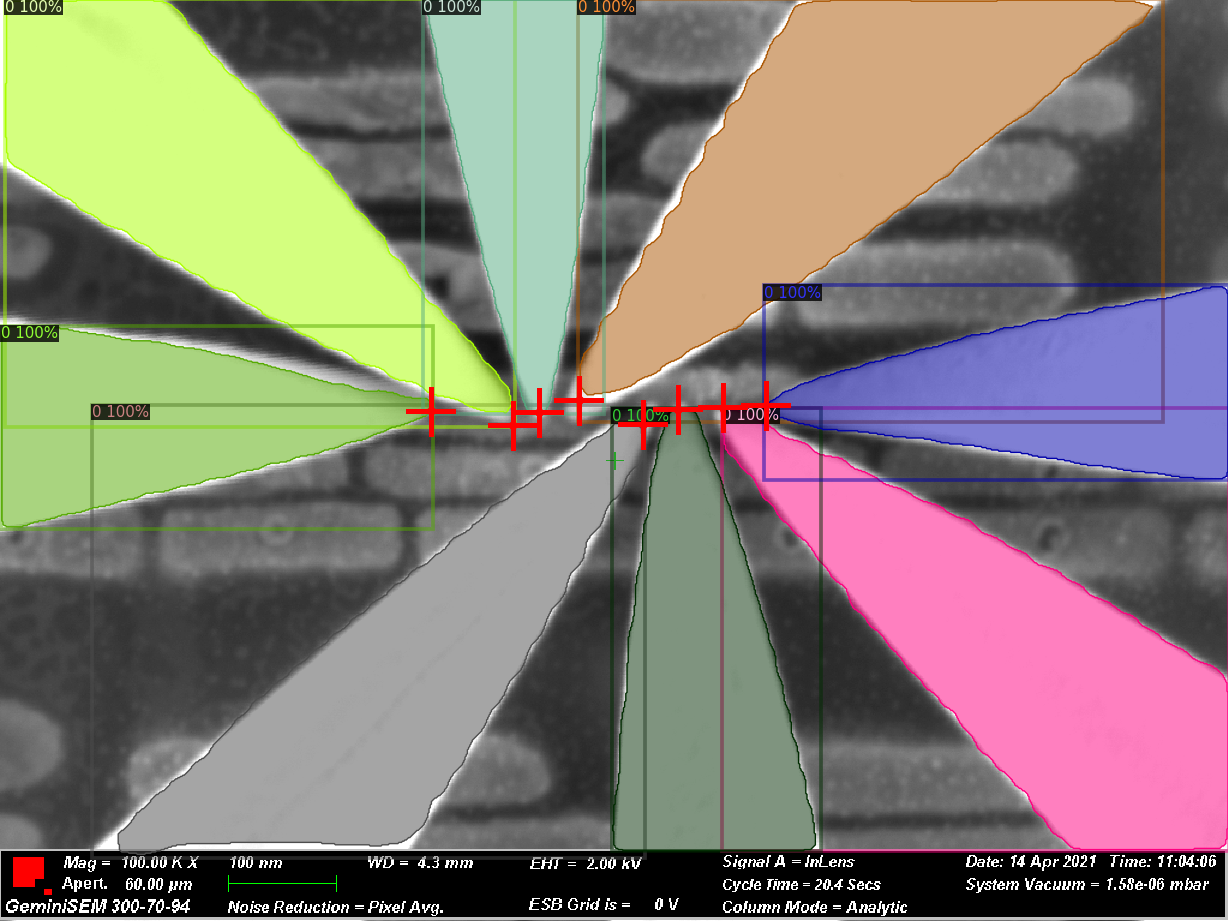 0 100%
0 100%
0 100%
0 100%
0 100%
0 100%
0 100%
0 100%
Mag = 100.00 K X
100 nm
WD = 4.3 mm
EHT = 2.00 kV
Signal A = InLens
Date: 14 Apr 2021 Time: 11:04:06
Apert. 60.00 µm
Cycle Time = 20.4 Secs
System Vacuum = 1.58e-06 mbar
GeminiSEM 300-70-94
Noise Reduction = Pixel Avg.
ESB Grid is = 0 V
Column Mode = Analytic